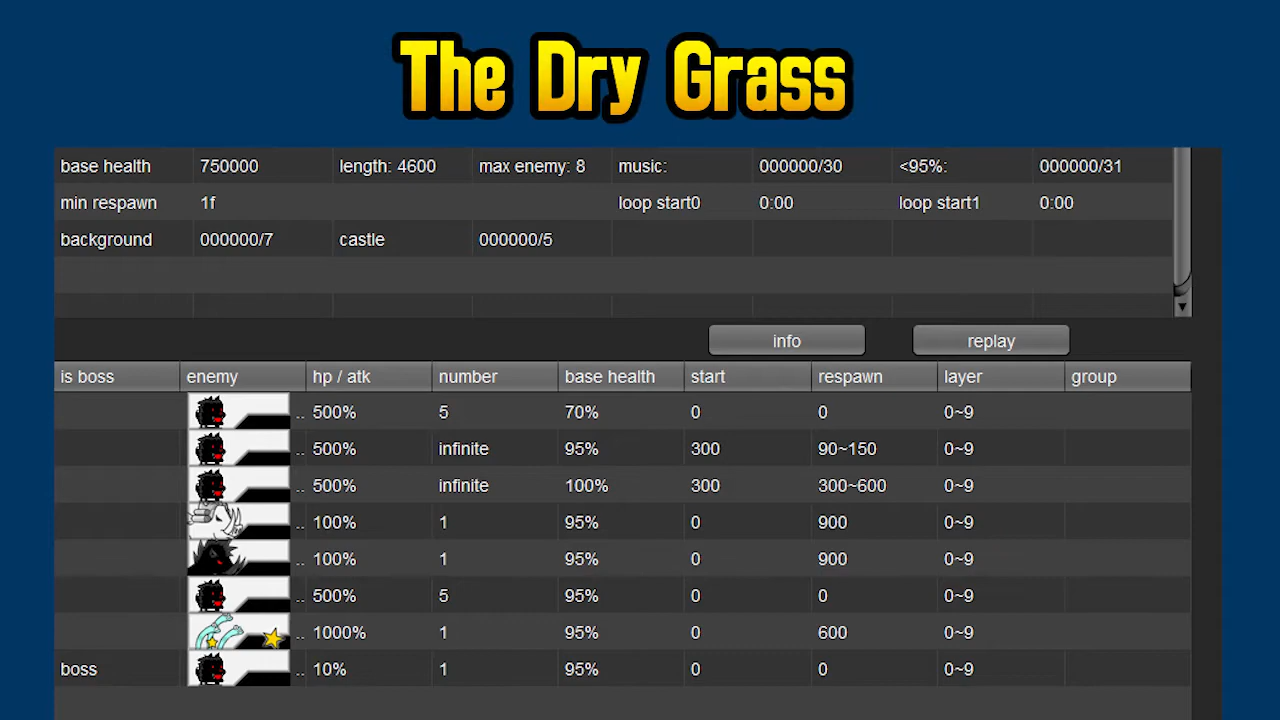 The Dry Grass
base health 750000 length: 4600 max enemy: 8 music: 000000/30 <95%: 000000/31
min respawn 1f loop start0 0:00 loop start1 0:00
background 000000/7 castle 000000/5
info replay
is boss enemy hp / atk number base health start respawn layer group
.. 500% 5 70% 0 0 0~9
.. 500% infinite 95% 300 90~150 0~9
.. 500% infinite 100% 300 300~600 0~9
.. 100% 1 95% 0 900 0~9
.. 100% 1 95% 0 900 0~9
.. 500% 5 95% 0 0 0~9
.. 1000% 1 95% 0 600 0~9
boss .. 10% 1 95% 0 0 0~9